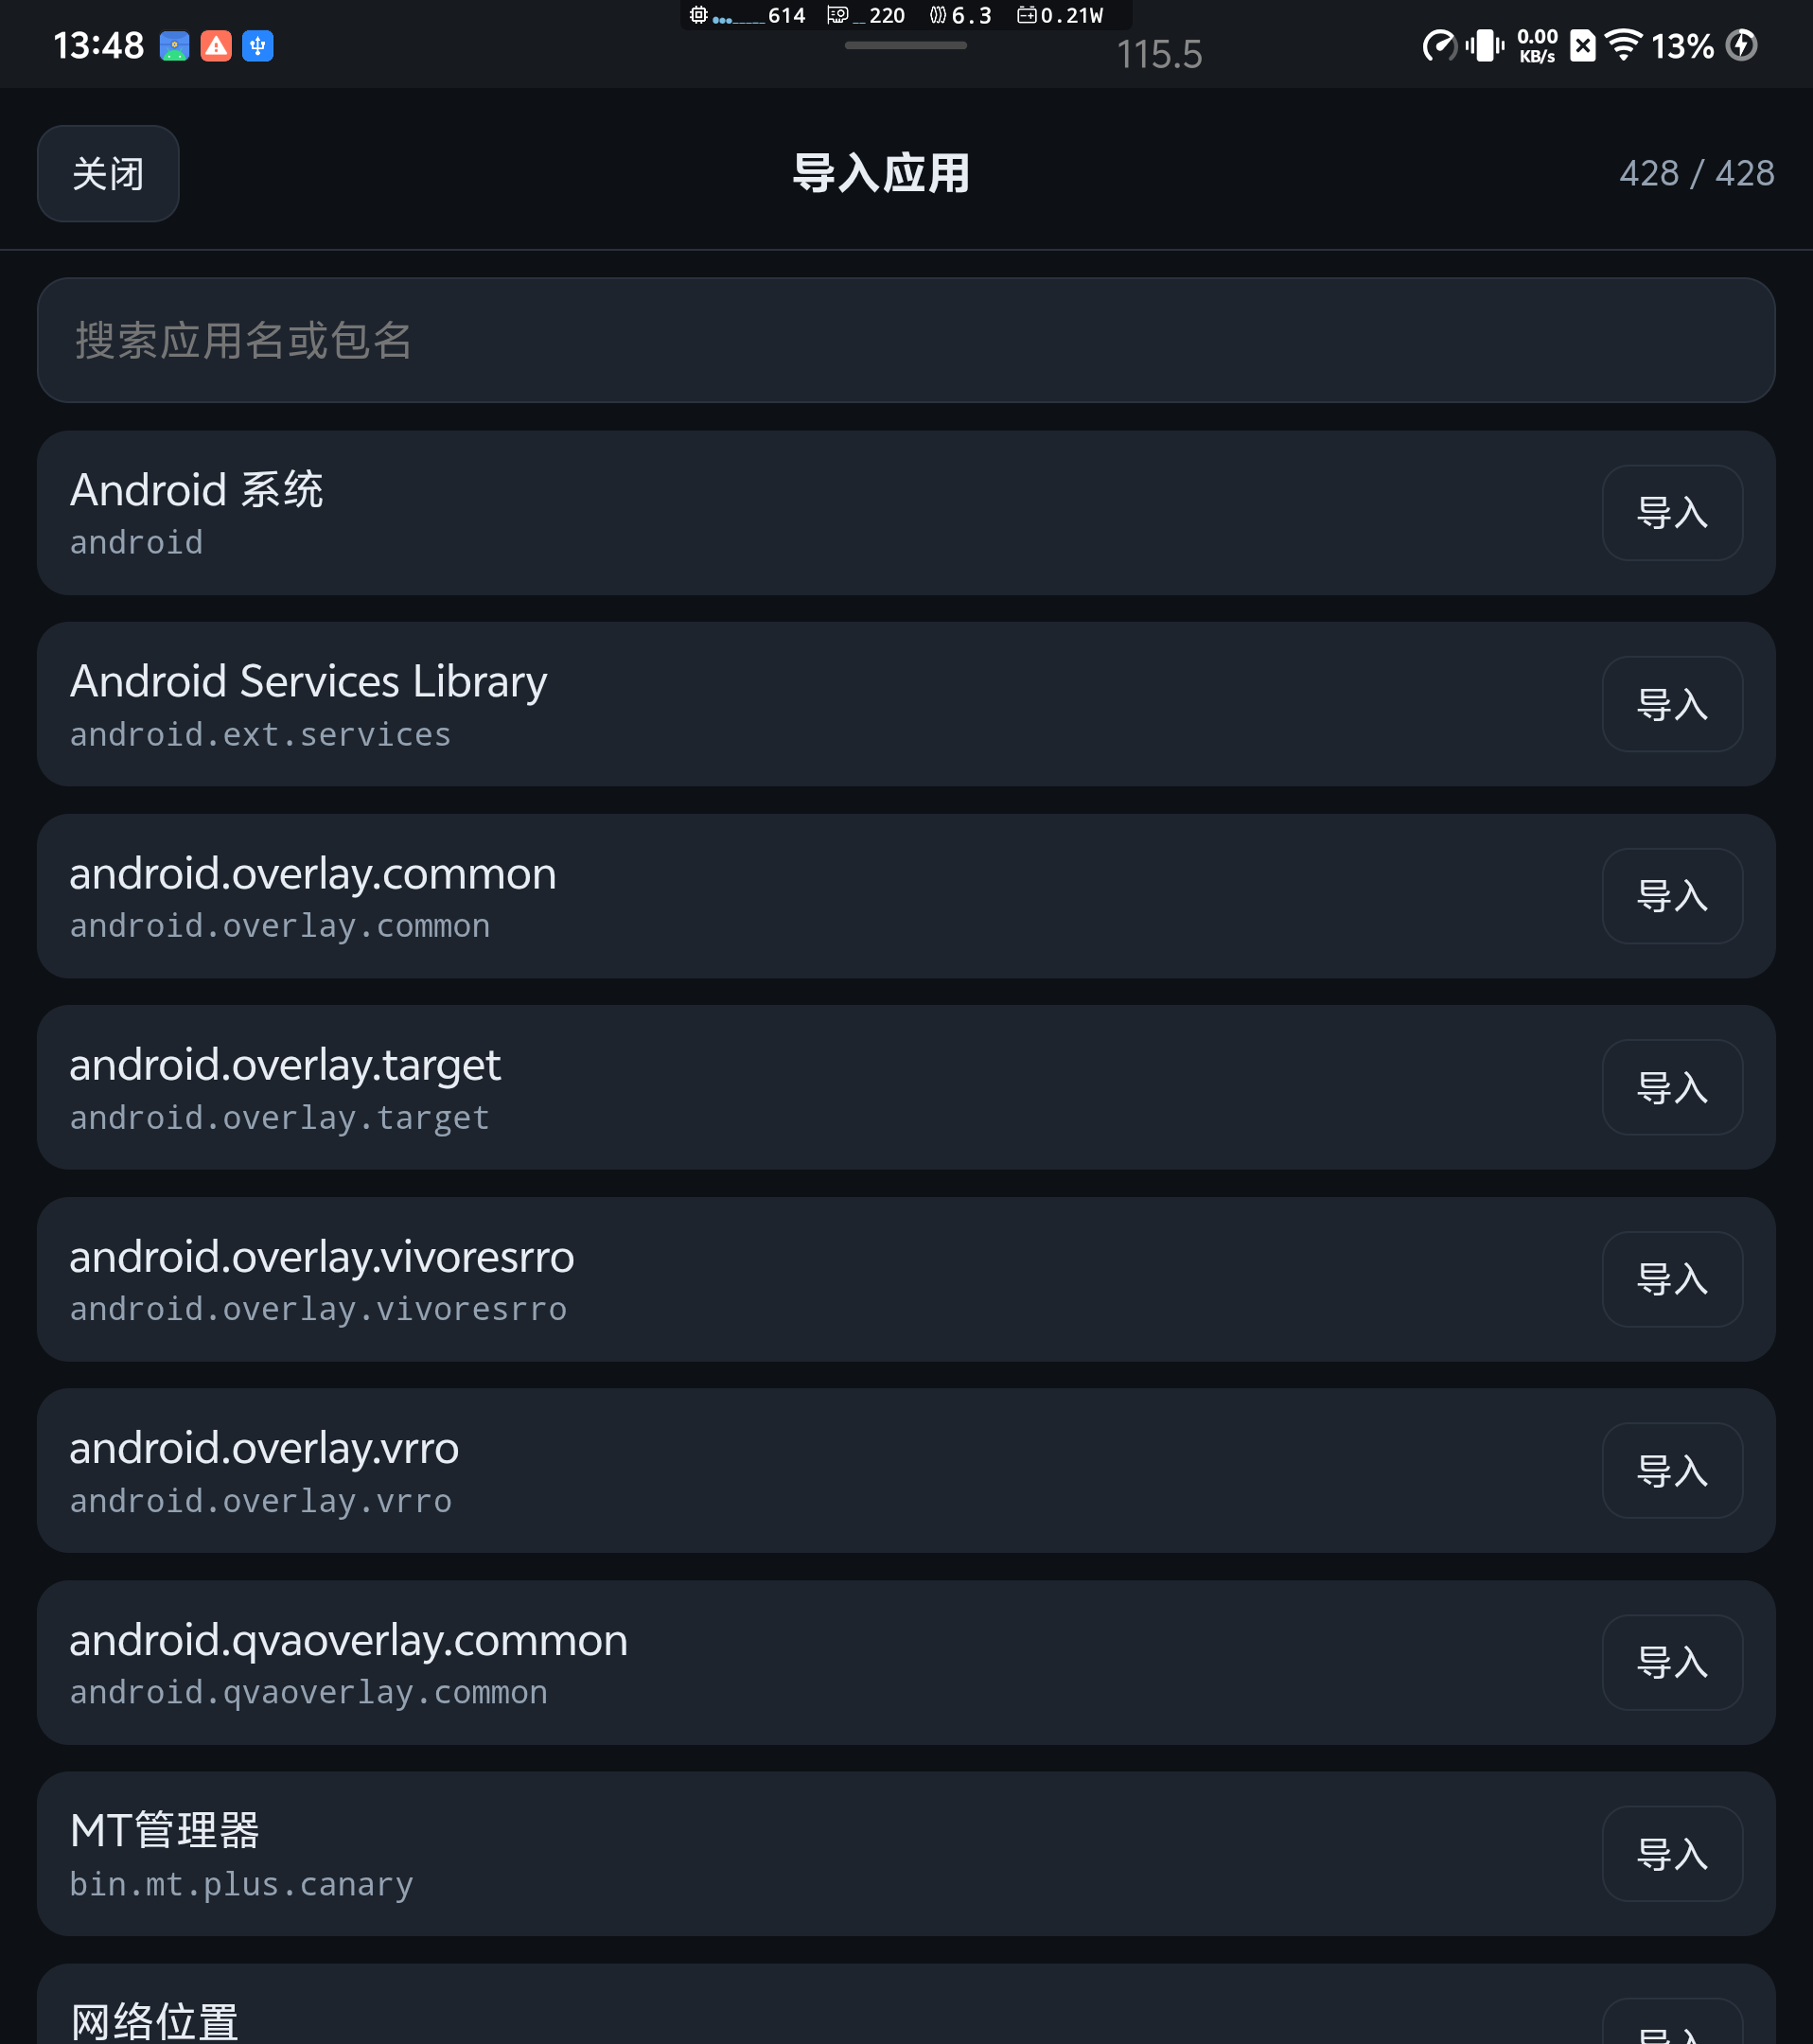 614 220 6.3 0.21W
13:48 115.5 0.00 KB/s 13%
关闭 导入应用 428 / 428
搜索应用名或包名
Android 系统
android
导入
Android Services Library
android.ext.services
导入
android.overlay.common
android.overlay.common
导入
android.overlay.target
android.overlay.target
导入
android.overlay.vivoresrro
android.overlay.vivoresrro
导入
android.overlay.vrro
android.overlay.vrro
导入
android.qvaoverlay.common
android.qvaoverlay.common
导入
MT管理器
bin.mt.plus.canary
导入
网络位置
导入